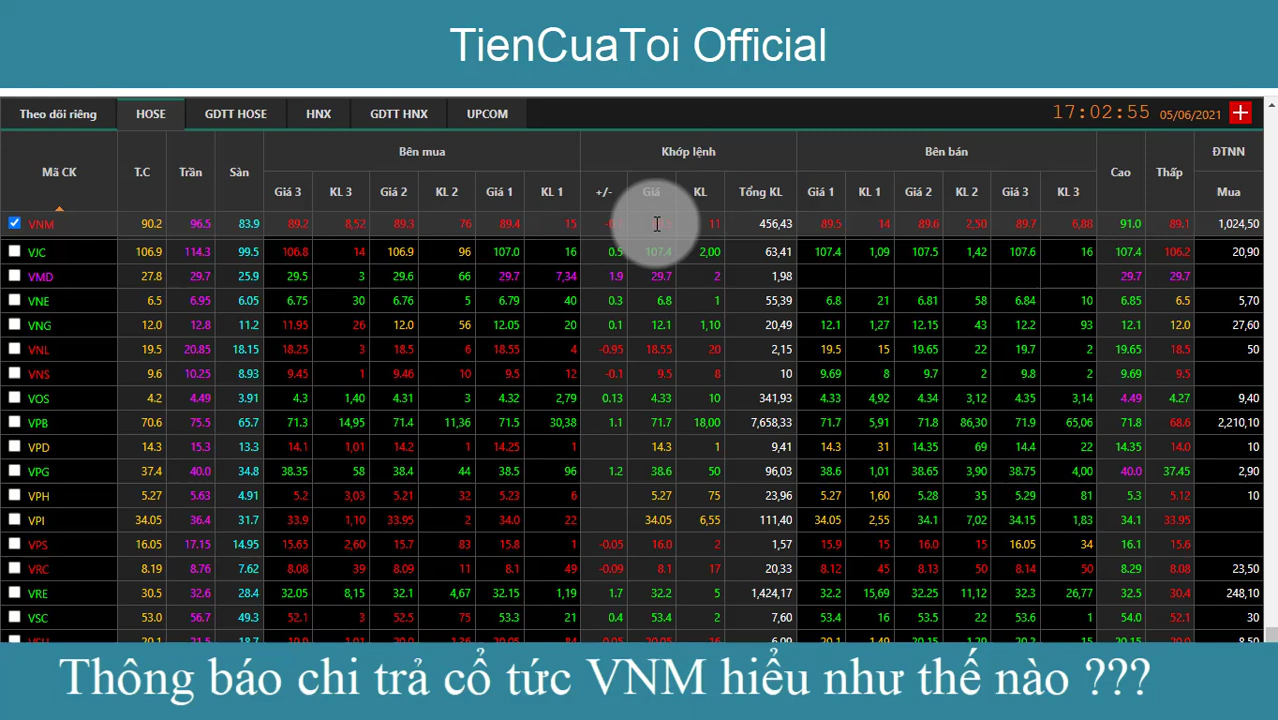 TienCuaToi Official
Theo dõi riêng HOSE GDTT HOSE HNX GDTT HNX UPCOM 17:02:55 05/06/2021 +
Mã CK T.C Trần Sàn Bên mua Khớp lệnh Bên bán Cao Thấp ĐTNN
Giá 3 KL 3 Giá 2 KL 2 Giá 1 KL 1 +/- Giá KL Tổng KL Giá 1 KL 1 Giá 2 KL 2 Giá 3 KL 3 Mua
VNM 90.2 96.5 83.9 89.2 8,52 89.3 76 89.4 15 11 456,43 89.5 14 89.6 2,50 89.7 6,88 91.0 89.1 1,024,50
VJC 106.9 114.3 99.5 106.8 14 106.9 96 107.0 16 0.5 107.4 2,00 63,41 107.4 1,09 107.5 1,42 107.6 16 107.4 106.2 20,90
VMD 27.8 29.7 25.9 29.5 3 29.6 66 29.7 7,34 1.9 29.7 2 1,98 29.7 29.7
VNE 6.5 6.95 6.05 6.75 30 6.76 5 6.79 40 0.3 6.8 1 55,39 6.8 21 6.81 58 6.84 10 6.85 6.5 5,70
VNG 12.0 12.8 11.2 11.95 26 12.0 56 12.05 20 0.1 12.1 1,10 20,49 12.1 1,27 12.15 43 12.2 93 12.1 12.0 27,60
VNL 19.5 20.85 18.15 18.25 3 18.5 6 18.55 4 -0.95 18.55 20 2,15 19.5 15 19.65 22 19.7 2 19.65 18.5 50
VNS 9.6 10.25 8.93 9.45 1 9.46 10 9.5 12 -0.1 9.5 8 10 9.69 8 9.7 2 9.8 2 9.69 9.5
VOS 4.2 4.49 3.91 4.3 1,40 4.31 3 4.32 2,79 0.13 4.33 10 341,93 4.33 4,92 4.34 3,12 4.35 3,14 4.49 4.27 9,40
VPB 70.6 75.5 65.7 71.3 14,95 71.4 11,36 71.5 30,38 1.1 71.7 18,00 7,658,33 71.7 5,91 71.8 86,30 71.9 65,06 71.8 68.6 2,210,10
VPD 14.3 15.3 13.3 14.1 1,01 14.2 1 14.25 1 14.3 1 9,41 14.3 31 14.35 69 14.4 22 14.35 14.0 10
VPG 37.4 40.0 34.8 38.35 58 38.4 44 38.5 96 1.2 38.6 50 96,03 38.6 1,01 38.65 3,90 38.75 4,00 40.0 37.45 2,90
VPH 5.27 5.63 4.91 5.2 3,03 5.21 32 5.23 6 5.27 75 23,96 5.27 1,60 5.28 35 5.29 81 5.3 5.12 10
VPI 34.05 36.4 31.7 33.9 1,10 33.95 2 34.0 22 34.05 6,55 111,40 34.05 2,55 34.1 7,02 34.15 1,83 34.1 33.95
VPS 16.05 17.15 14.95 15.65 2,60 15.7 83 15.8 1 -0.05 16.0 2 1,57 15.9 15 16.0 15 16.05 34 16.1 15.6
VRC 8.19 8.76 7.62 8.08 39 8.09 11 8.1 49 -0.09 8.1 17 20,33 8.12 45 8.13 50 8.14 50 8.29 8.08 23,50
VRE 30.5 32.6 28.4 32.05 8,15 32.1 4,67 32.15 1,19 1.7 32.2 5 1,424,17 32.2 15,69 32.25 11,12 32.3 26,77 32.5 30.4 248,10
VSC 53.0 56.7 49.3 52.1 3 52.5 75 53.3 21 0.4 53.4 2 7,60 53.4 16 53.5 22 53.6 1 54.0 52.1 30
Thông báo chi trả cổ tức VNM hiểu như thế nào ???